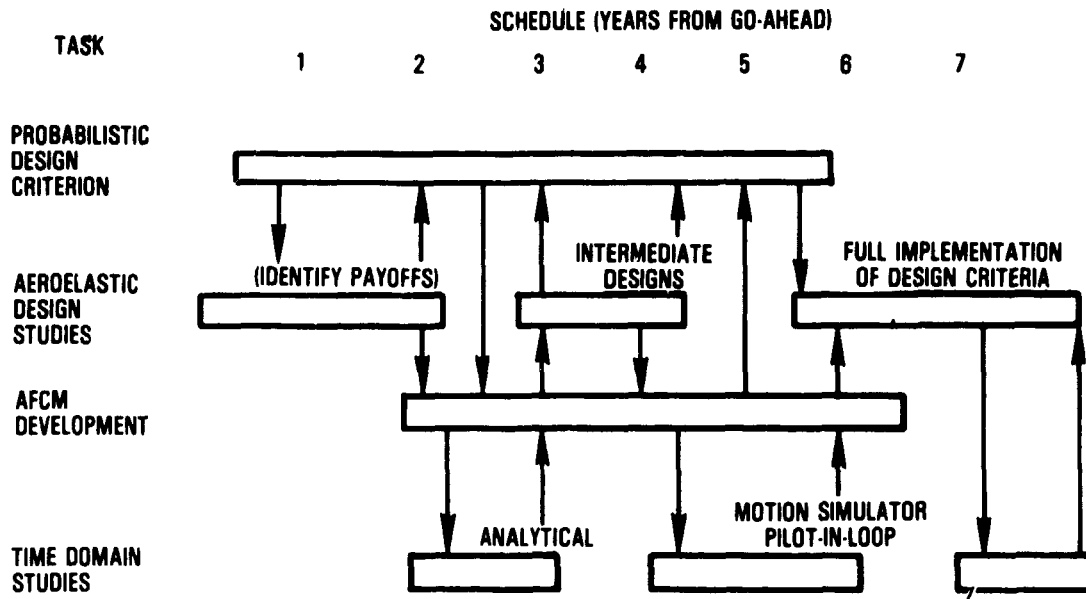 SCHEDULE (YEARS FROM GO-AHEAD)
TASK
1 2 3 4 5 6 7
PROBABILISTIC
DESIGN
CRITERION
(IDENTIFY PAYOFFS)
INTERMEDIATE
DESIGNS
FULL IMPLEMENTATION
OF DESIGN CRITERIA
AEROELASTIC
DESIGN
STUDIES
AFCM
DEVELOPMENT
ANALYTICAL
MOTION SIMULATOR
PILOT-IN-LOOP
TIME DOMAIN
STUDIES